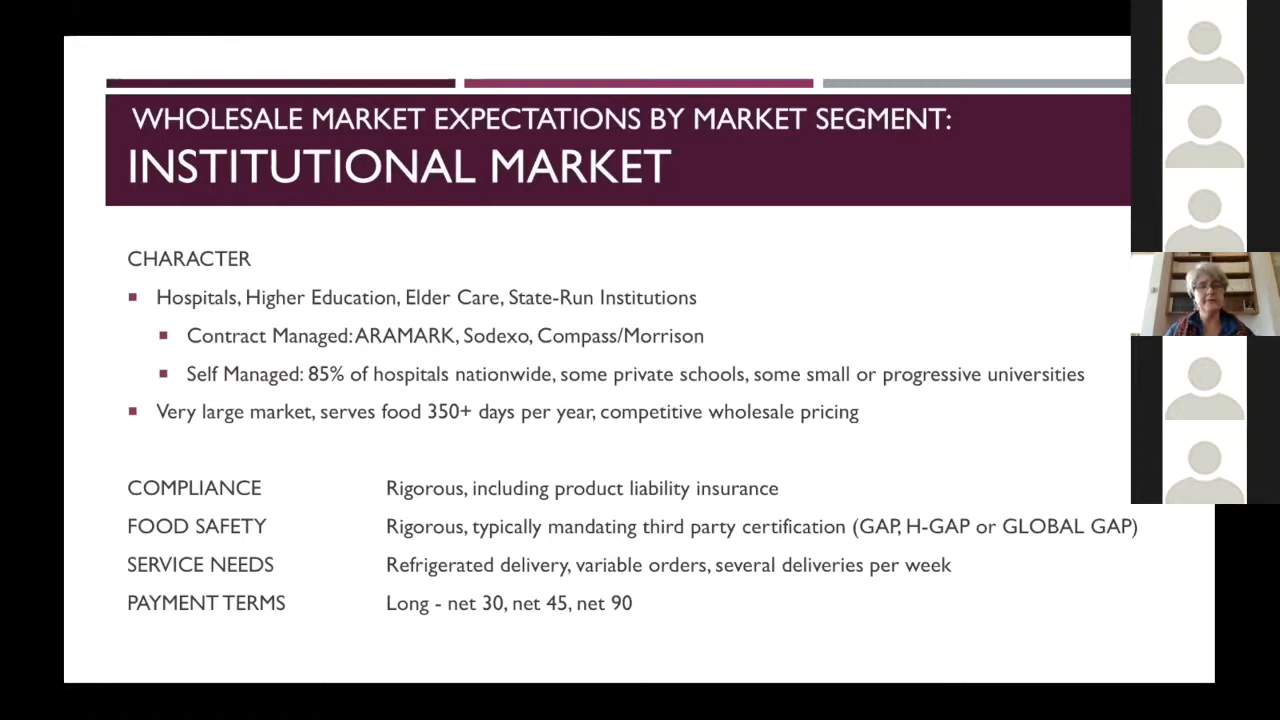 WHOLESALE MARKET EXPECTATIONS BY MARKET SEGMENT:
INSTITUTIONAL MARKET
CHARACTER
Hospitals, Higher Education, Elder Care, State-Run Institutions
Contract Managed: ARAMARK, Sodexo, Compass/Morrison
Self Managed: 85% of hospitals nationwide, some private schools, some small or progressive universities
Very large market, serves food 350+ days per year, competitive wholesale pricing
COMPLIANCE Rigorous, including product liability insurance
FOOD SAFETY Rigorous, typically mandating third party certification (GAP, H-GAP or GLOBAL GAP)
SERVICE NEEDS Refrigerated delivery, variable orders, several deliveries per week
PAYMENT TERMS Long - net 30, net 45, net 90